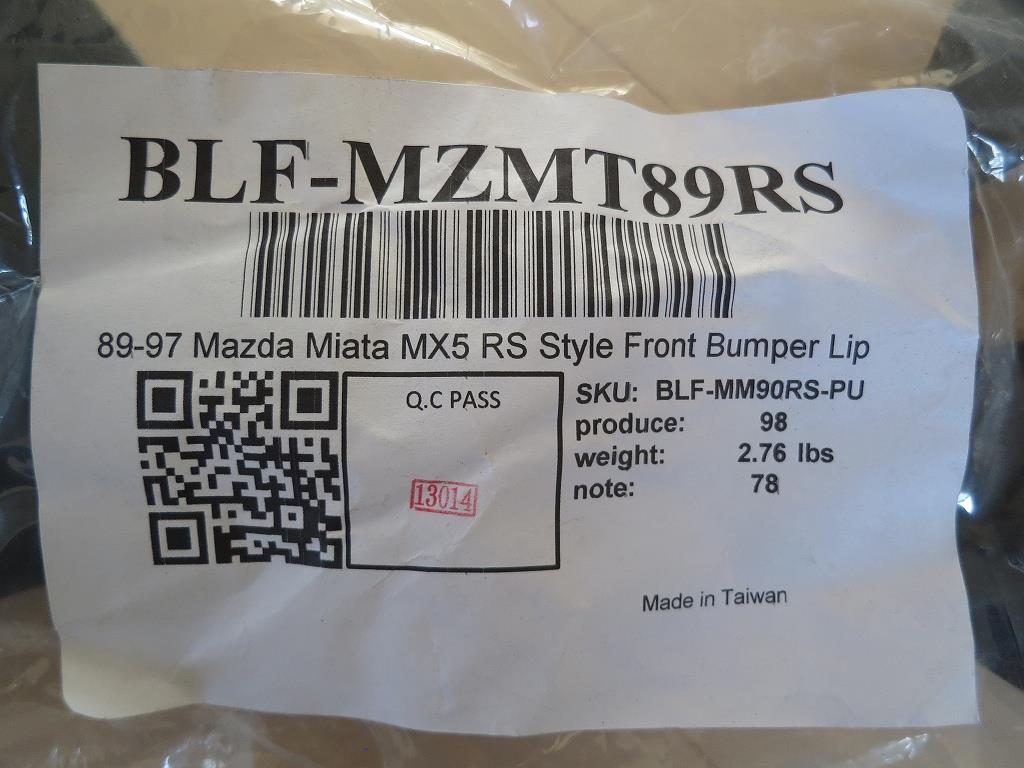 BLF-MZMT89RS
89-97 Mazda Miata MX5 RS Style Front Bumper Lip
Q.C PASS
13014
SKU: BLF-MM90RS-PU
produce: 98
weight: 2.76 lbs
note: 78
Made in Taiwan